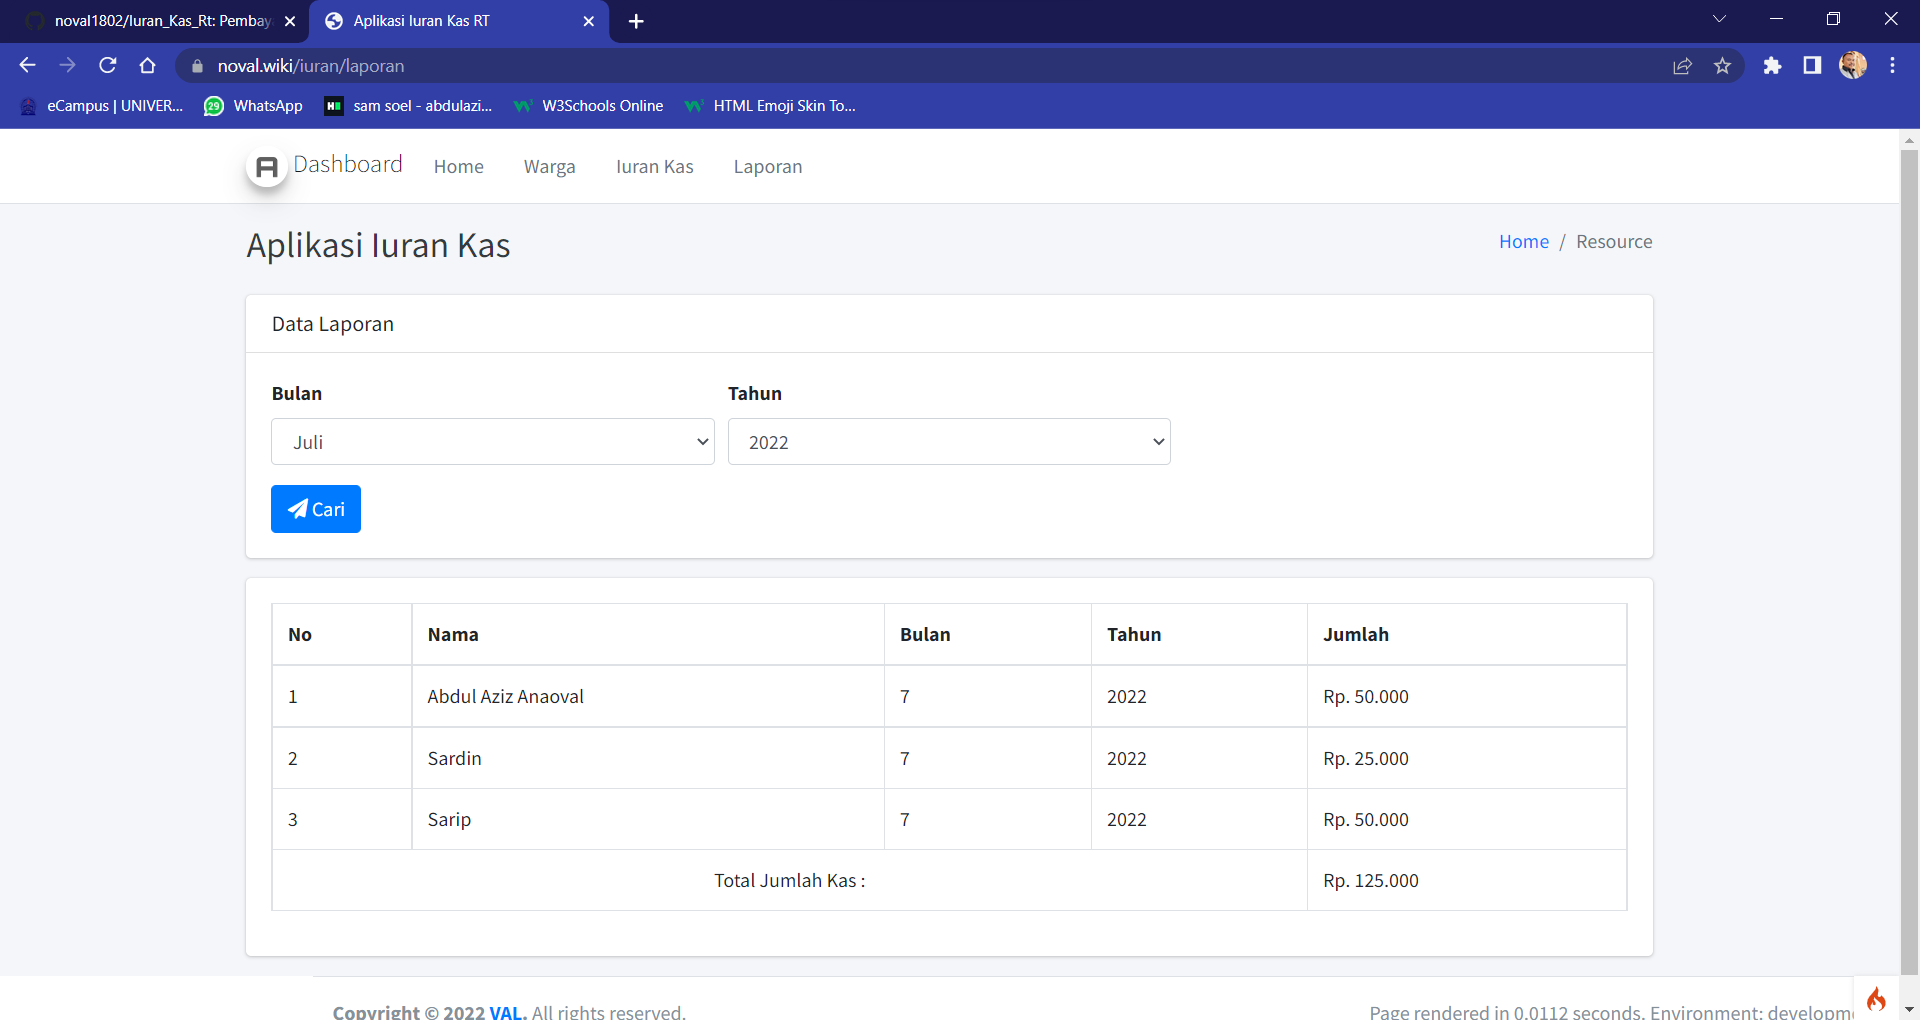 noval1802/Iuran_Kas_Rt: Pembay
Aplikasi Iuran Kas RT
noval.wiki/iuran/laporan
eCampus | UNIVER...
29
WhatsApp
sam soel - abdulazi...
W3Schools Online
HTML Emoji Skin To...
Dashboard
Home
Warga
Iuran Kas
Laporan
Aplikasi Iuran Kas
Home / Resource
Data Laporan
Bulan
Tahun
Juli
2022
Cari
No Nama Bulan Tahun Jumlah
1 Abdul Aziz Anaoval 7 2022 Rp. 50.000
2 Sardin 7 2022 Rp. 25.000
3 Sarip 7 2022 Rp. 50.000
Total Jumlah Kas : Rp. 125.000
Copyright © 2022 VAL. All rights reserved.
Page rendered in 0.0112 seconds. Environment: developm